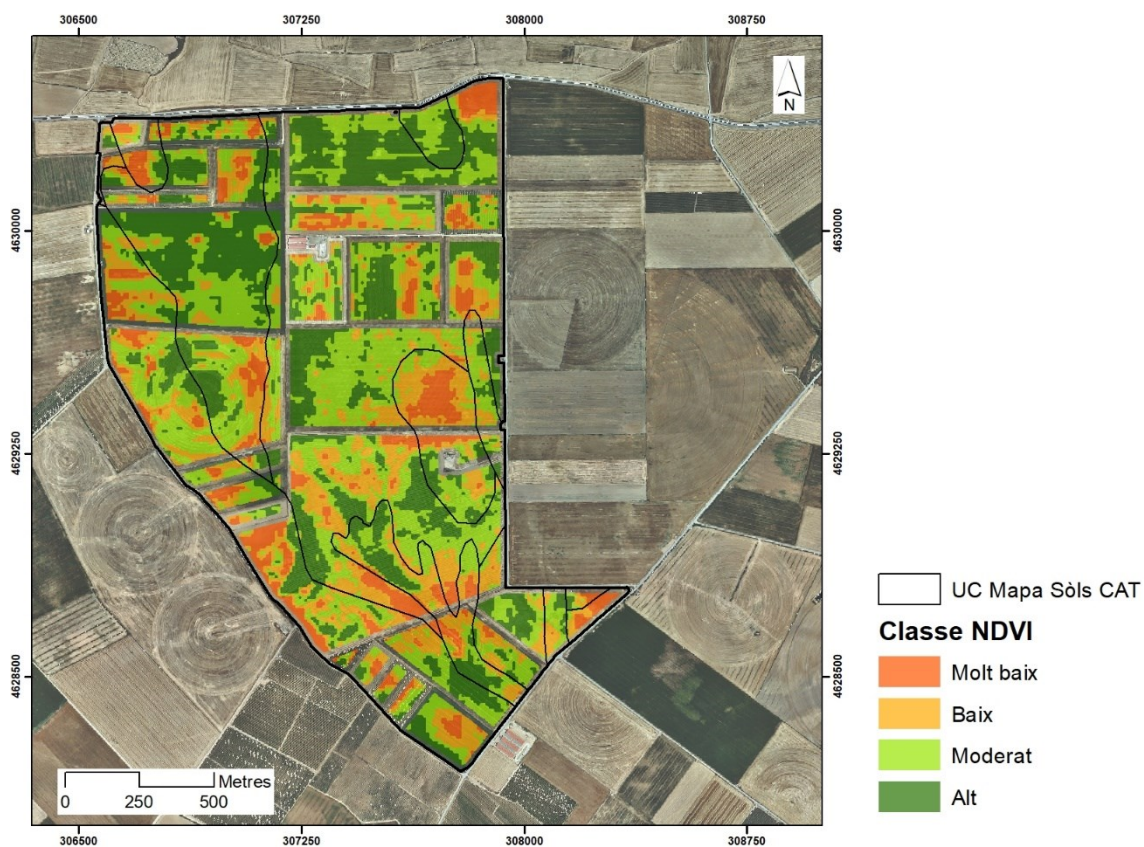 306500 307250 308000 308750
N
4630000 4630000
4629250 4629250
4628500 4628500
Metres
0 250 500
306500 307250 308000 308750
UC Mapa Sòls CAT
Classe NDVI
Molt baix
Baix
Moderat
Alt